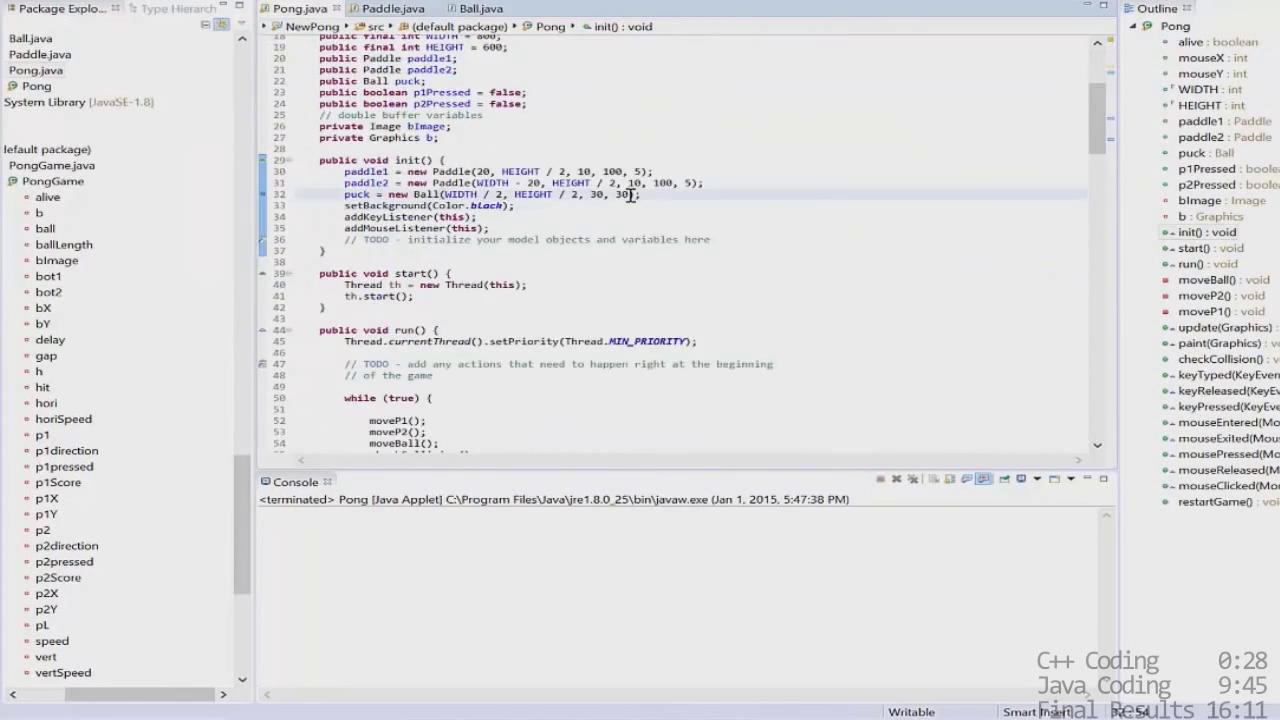 Package Explo...
Type Hierarch
Ball.java
Paddle.java
Pong.java
Pong
System Library [JavaSE-1.8)
efault package)
PongGame.java
PongGame
alive
b
ball
ballLength
bImage
bot1
bot2
bX
bY
delay
gap
h
hit
hori
horiSpeed
p1
p1direction
p1pressed
p1Score
p1X
p1Y
p2
p2direction
p2pressed
p2Score
p2X
p2Y
pL
speed
vert
vertSpeed
Pong.java
Paddle.java
Ball.java
NewPong
src
(default package)
Pong
init() : void
18 public final int WIDTH = 800;
19 public final int HEIGHT = 600;
20 public Paddle paddle1;
21 public Paddle paddle2;
22 public Ball puck;
23 public boolean p1Pressed = false;
24 public boolean p2Pressed = false;
25 // double buffer variables
26 private Image bImage;
27 private Graphics b;
28
29 public void init() {
30 paddle1 = new Paddle(20, HEIGHT / 2, 10, 100, 5);
31 paddle2 = new Paddle(WIDTH - 20, HEIGHT / 2, 10, 100, 5);
32 puck = new Ball(WIDTH / 2, HEIGHT / 2, 30, 30);
33 setBackground(Color.black);
34 addKeyListener(this);
35 addMouseListener(this);
36 // TODO - initialize your model objects and variables here
37 }
38
39 public void start() {
40 Thread th = new Thread(this);
41 th.start();
42 }
43
44 public void run() {
45 Thread.currentThread().setPriority(Thread.MIN_PRIORITY);
46
47 // TODO - add any actions that need to happen right at the beginning
48 // of the game
49
50 while (true) {
51
52 moveP1();
53 moveP2();
54 moveBall();
Console
<terminated> Pong [Java Applet] C:\Program Files\Java\jre1.8.0_25\bin\javaw.exe (Jan 1, 2015, 5:47:38 PM)
Outline
Pong
alive : boolean
mouseX : int
mouseY : int
WIDTH : int
HEIGHT : int
paddle1 : Paddle
paddle2 : Paddle
puck : Ball
p1Pressed : boole
p2Pressed : boole
bImage : Image
b : Graphics
init() : void
start() : void
run() : void
moveBall() : void
moveP2() : void
moveP1() : void
update(Graphics)
paint(Graphics) :
checkCollision() :
keyTyped(KeyEven
keyReleased(KeyE
keyPressed(KeyEv
mouseEntered(Mo
mouseExited(Mou
mousePressed(Mo
mouseReleased(M
mouseClicked(Mo
restartGame() : vo
C++ Coding 0:28
Java Coding 9:45
Final Results 16:11
Writable
Smart Insert